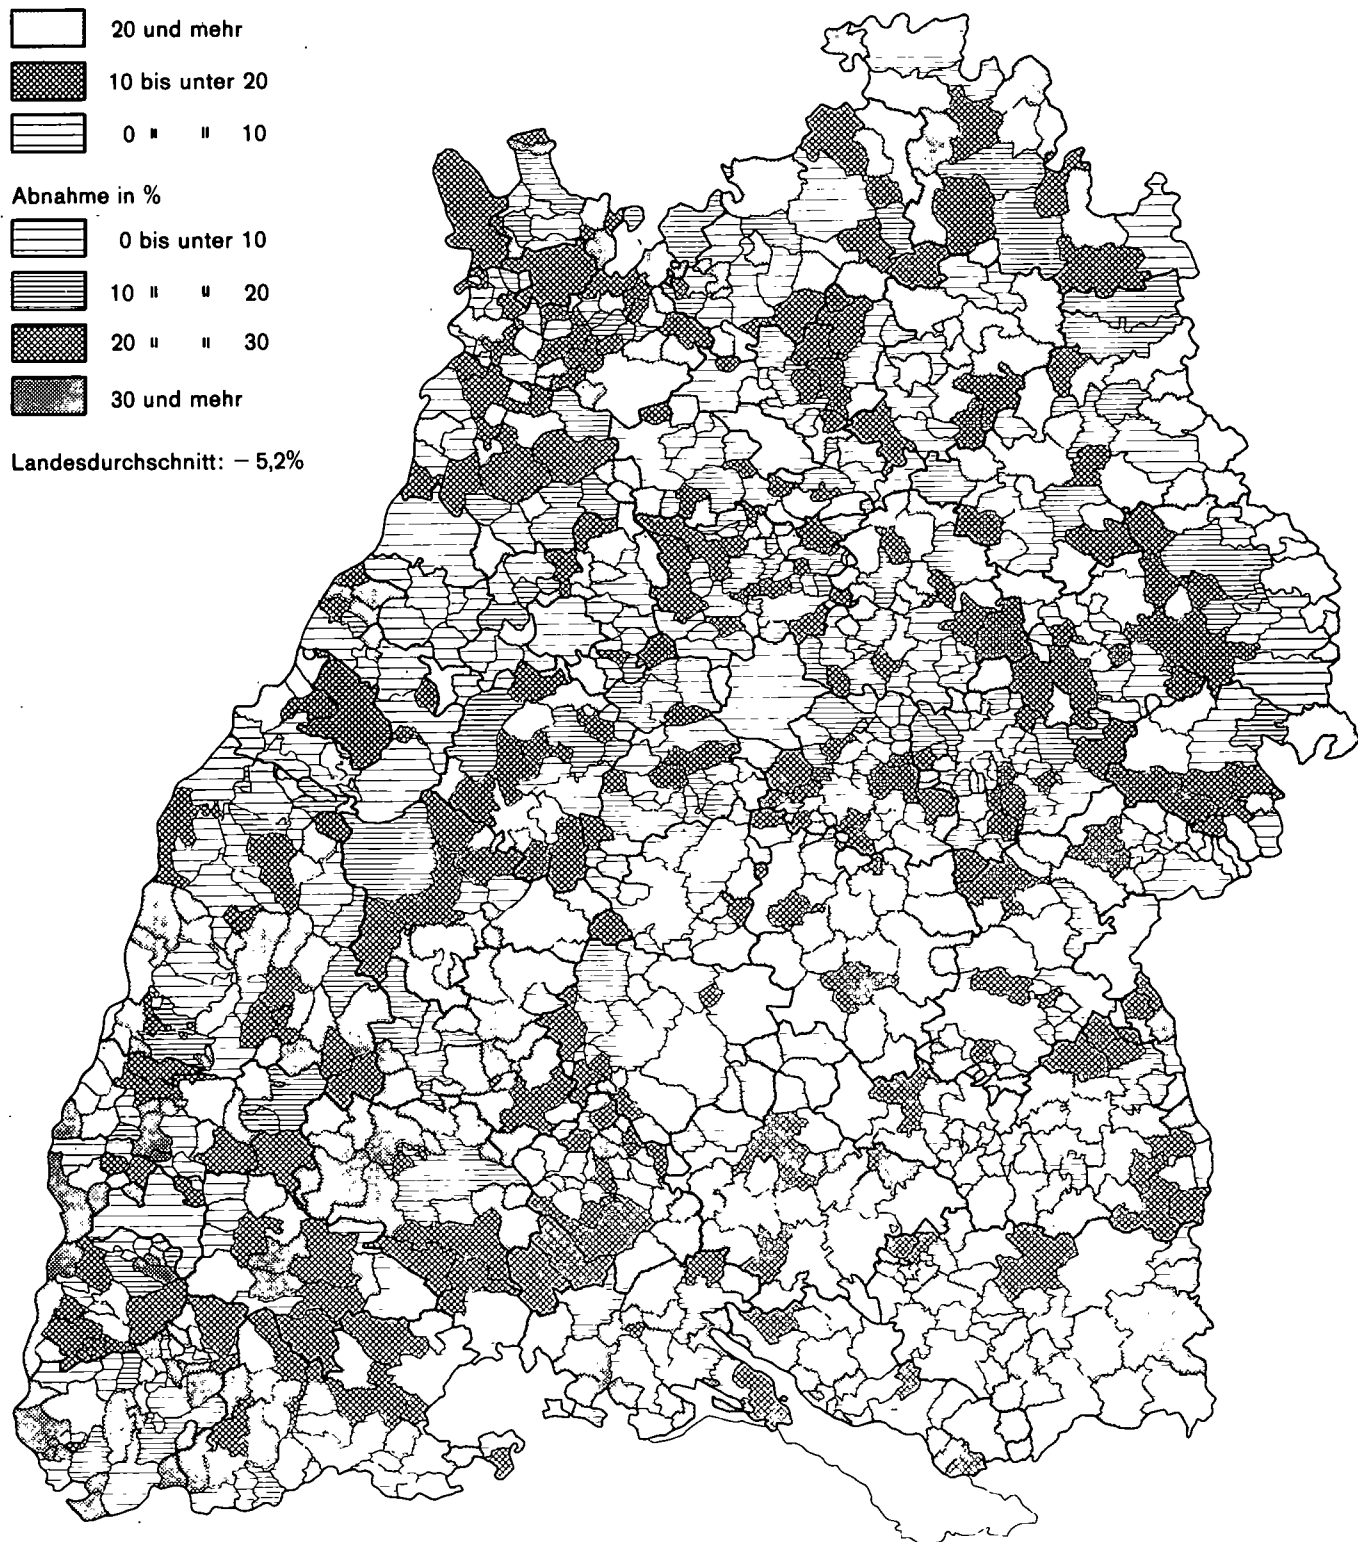 20 und mehr
10 bis unter 20
0 " " 10
Abnahme in %
0 bis unter 10
10 " " 20
20 " " 30
30 und mehr
Landesdurchschnitt: – 5,2%